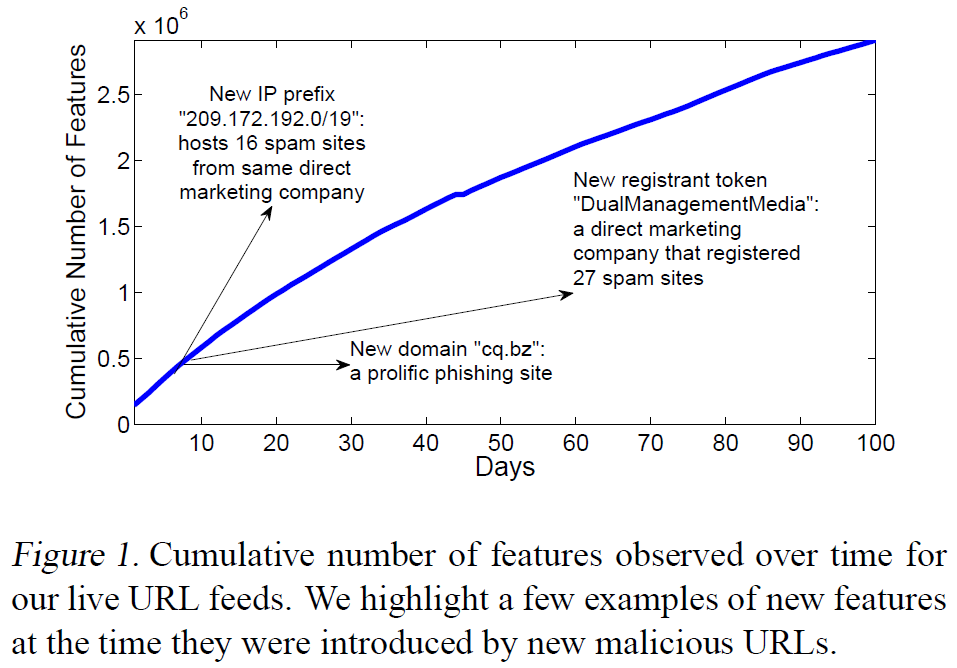 x 10^6
Cumulative Number of Features
2.5
2
1.5
1
0.5
0
New IP prefix
"209.172.192.0/19":
hosts 16 spam sites
from same direct
marketing company
New registrant token
"DualManagementMedia":
a direct marketing
company that registered
27 spam sites
New domain "cq.bz":
a prolific phishing site
10 20 30 40 50 60 70 80 90 100
Days
Figure 1. Cumulative number of features observed over time for
our live URL feeds. We highlight a few examples of new features
at the time they were introduced by new malicious URLs.